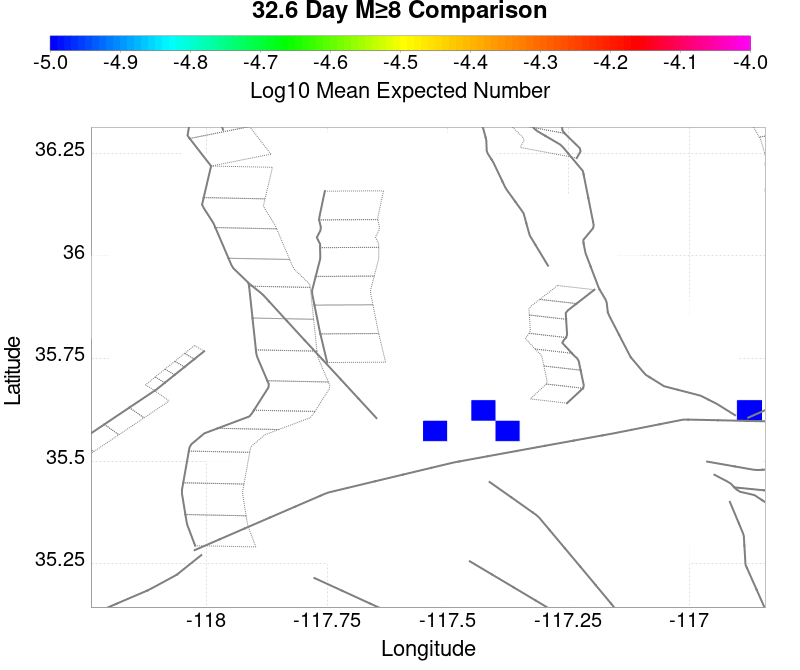 32.6 Day M≥8 Comparison
-5.0 -4.9 -4.8 -4.7 -4.6 -4.5 -4.4 -4.3 -4.2 -4.1 -4.0
Log10 Mean Expected Number
36.25
36
35.75
35.5
35.25
Latitude
-118 -117.75 -117.5 -117.25 -117
Longitude